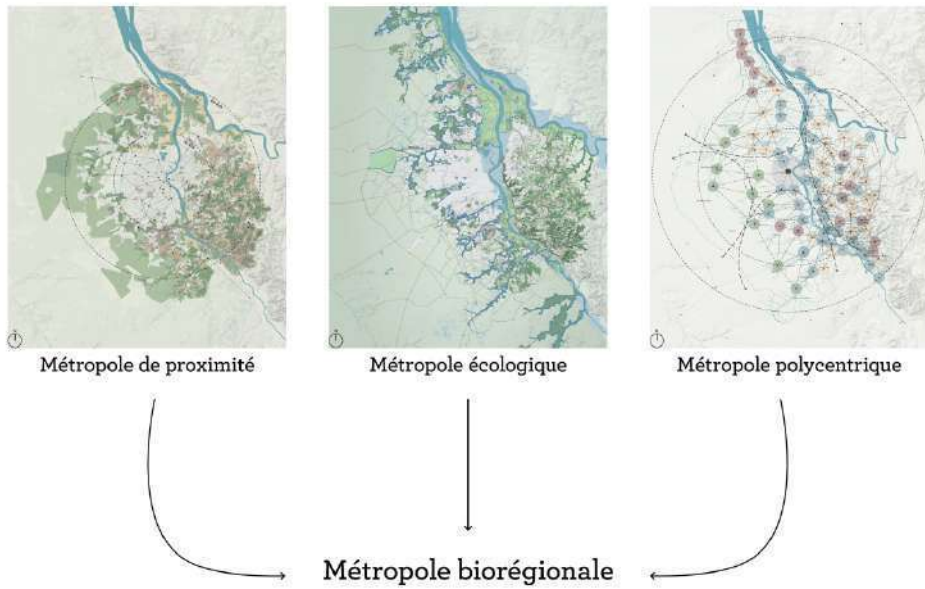 Métropole de proximité
Métropole écologique
Métropole polycentrique
Métropole biorégionale